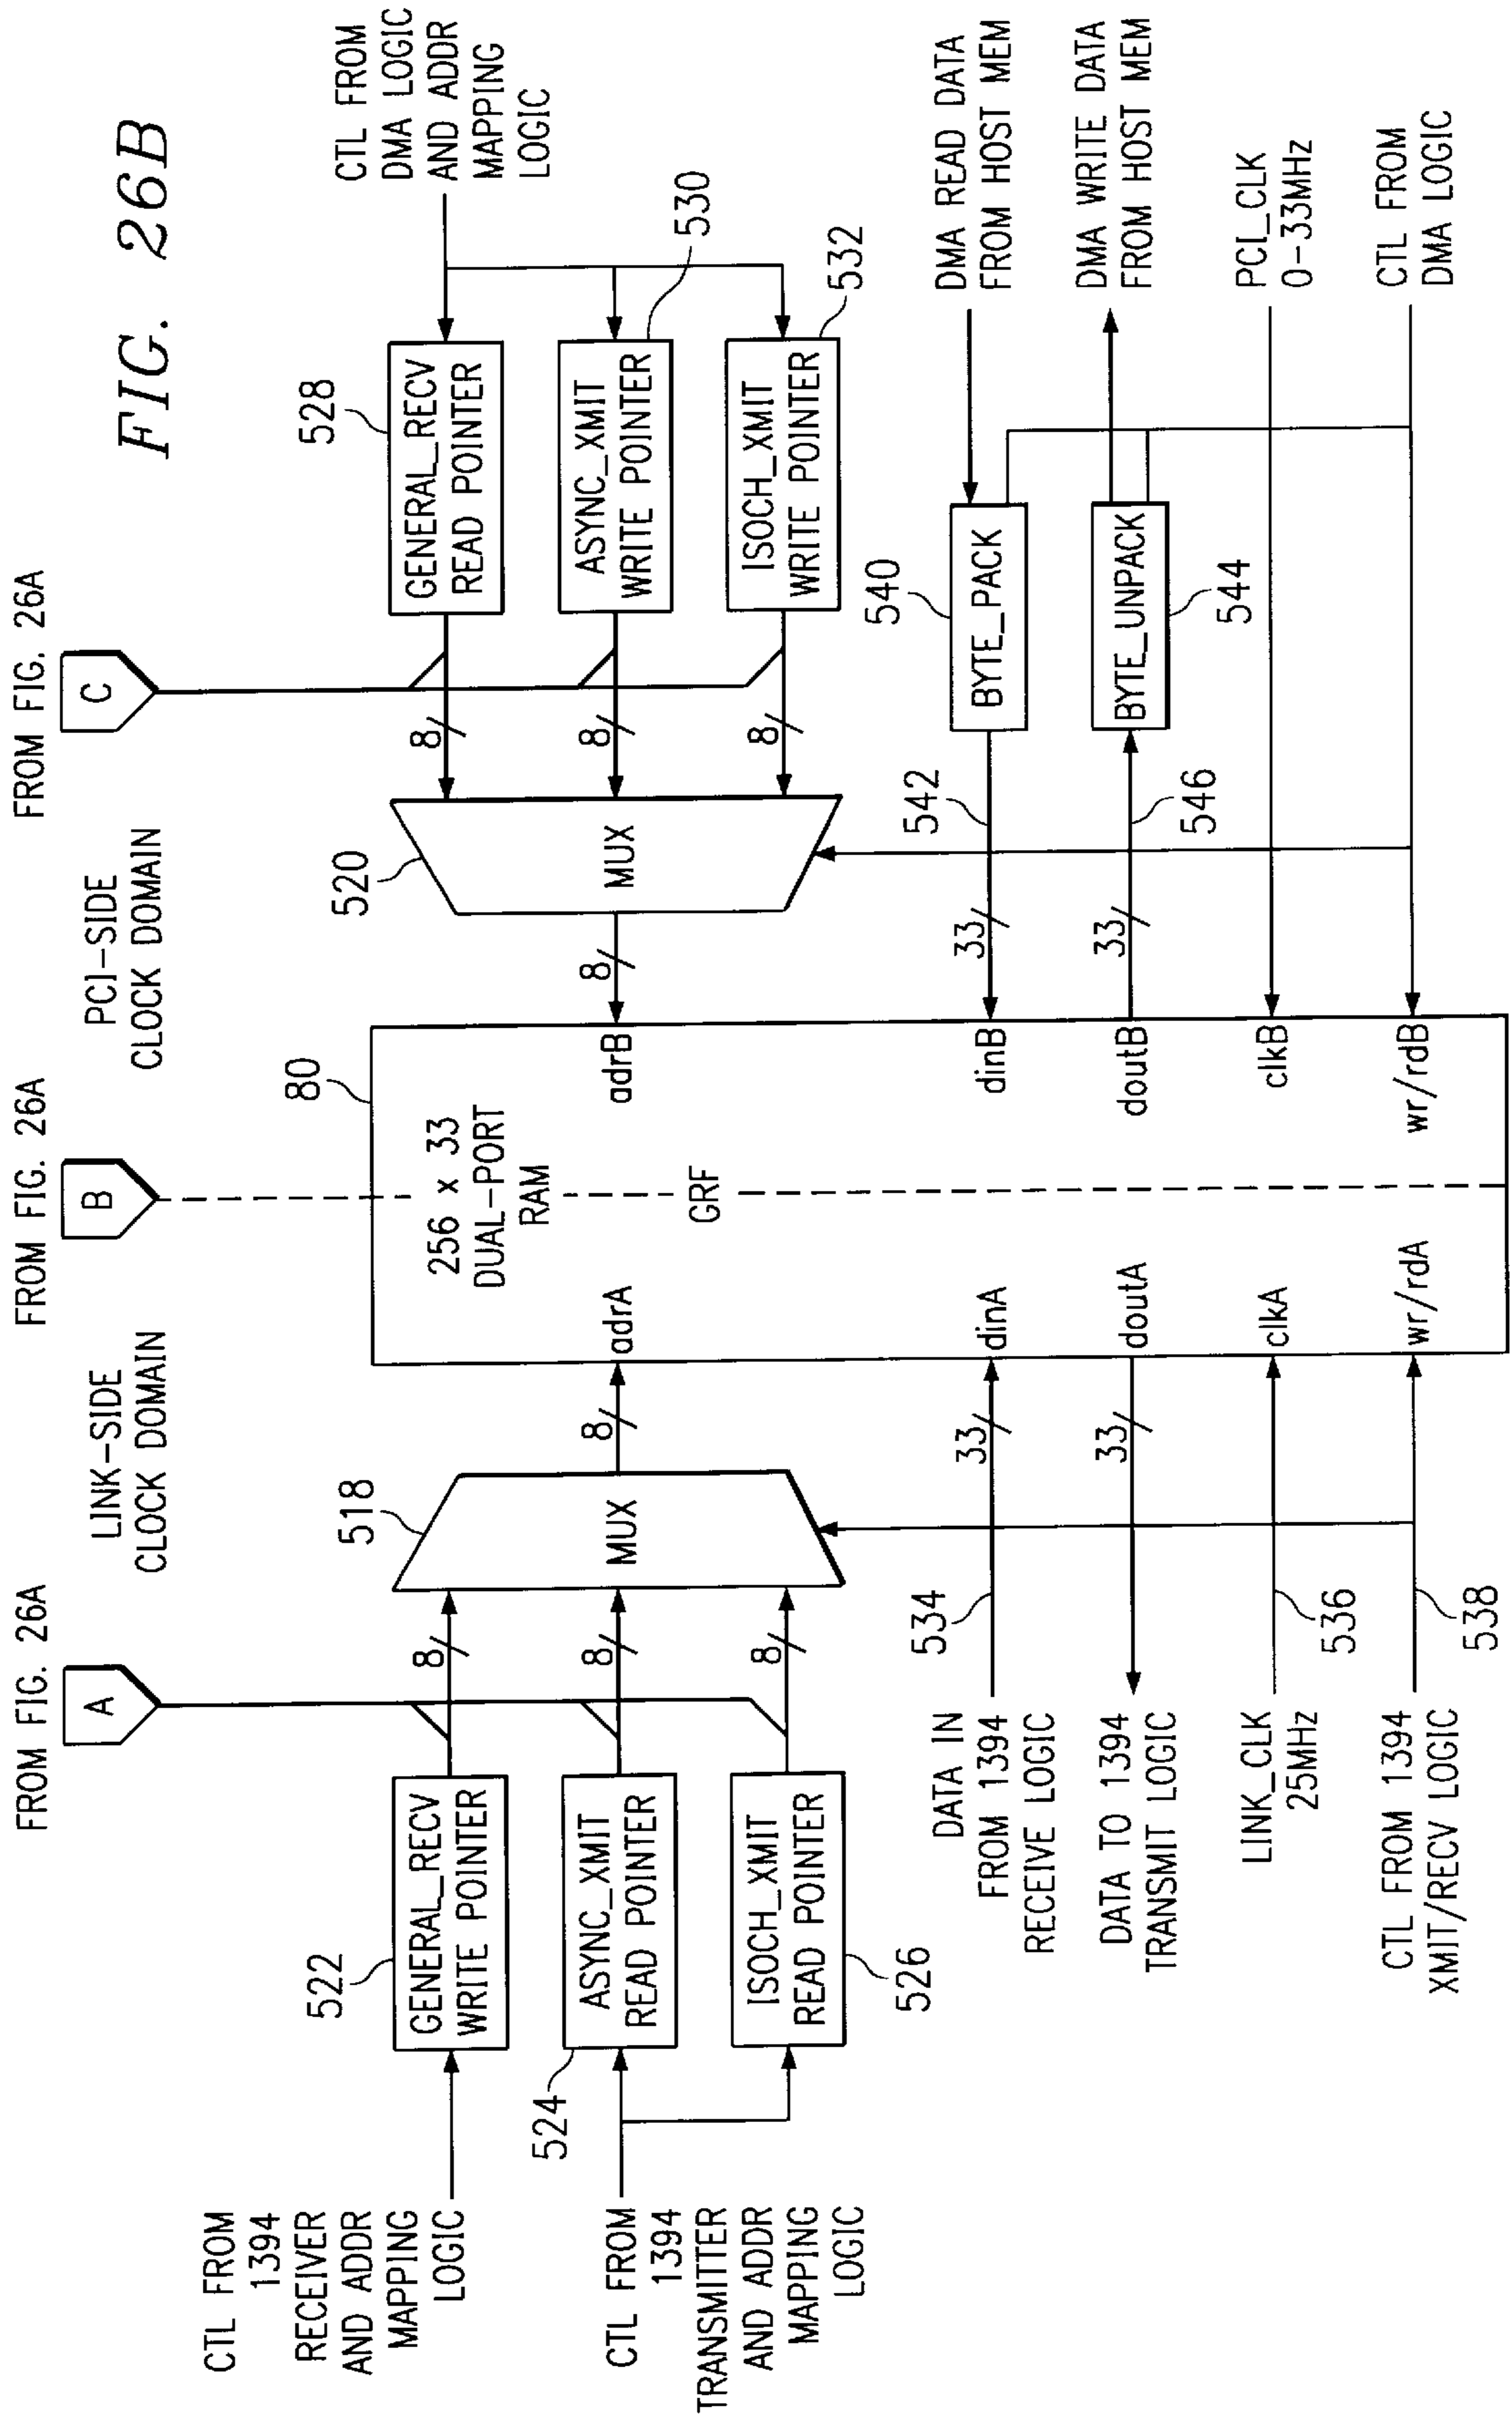 FIG. 26B
FROM FIG. 26A
FROM FIG. 26A
FROM FIG. 26A
A
B
C
LINK-SIDE
CLOCK DOMAIN
PCI-SIDE
CLOCK DOMAIN
CTL FROM
1394
RECEIVER
AND ADDR
MAPPING
LOGIC
522
GENERAL_RECV
WRITE POINTER
8
518
MUX
8
adrA
80
256 x 33
DUAL-PORT
RAM
GRF
adrB
8
520
MUX
8
528
GENERAL_RECV
READ POINTER
CTL FROM
DMA LOGIC
AND ADDR
MAPPING
LOGIC
CTL FROM
1394
TRANSMITTER
AND ADDR
MAPPING
LOGIC
524
ASYNC_XMIT
READ POINTER
8
8
ASYNC_XMIT
WRITE POINTER
530
ISOCH_XMIT
READ POINTER
526
8
8
ISOCH_XMIT
WRITE POINTER
532
DATA IN
FROM 1394
RECEIVE LOGIC
534
33
dinA
dinB
33
542
540
BYTE_PACK
DMA READ DATA
FROM HOST MEM
DATA TO 1394
TRANSMIT LOGIC
33
doutA
doutB
33
546
BYTE_UNPACK
544
DMA WRITE DATA
FROM HOST MEM
LINK_CLK
25MHz
536
clkA
clkB
PCI_CLK
0-33MHz
CTL FROM 1394
XMIT/RECV LOGIC
538
wr/rdA
wr/rdB
CTL FROM
DMA LOGIC